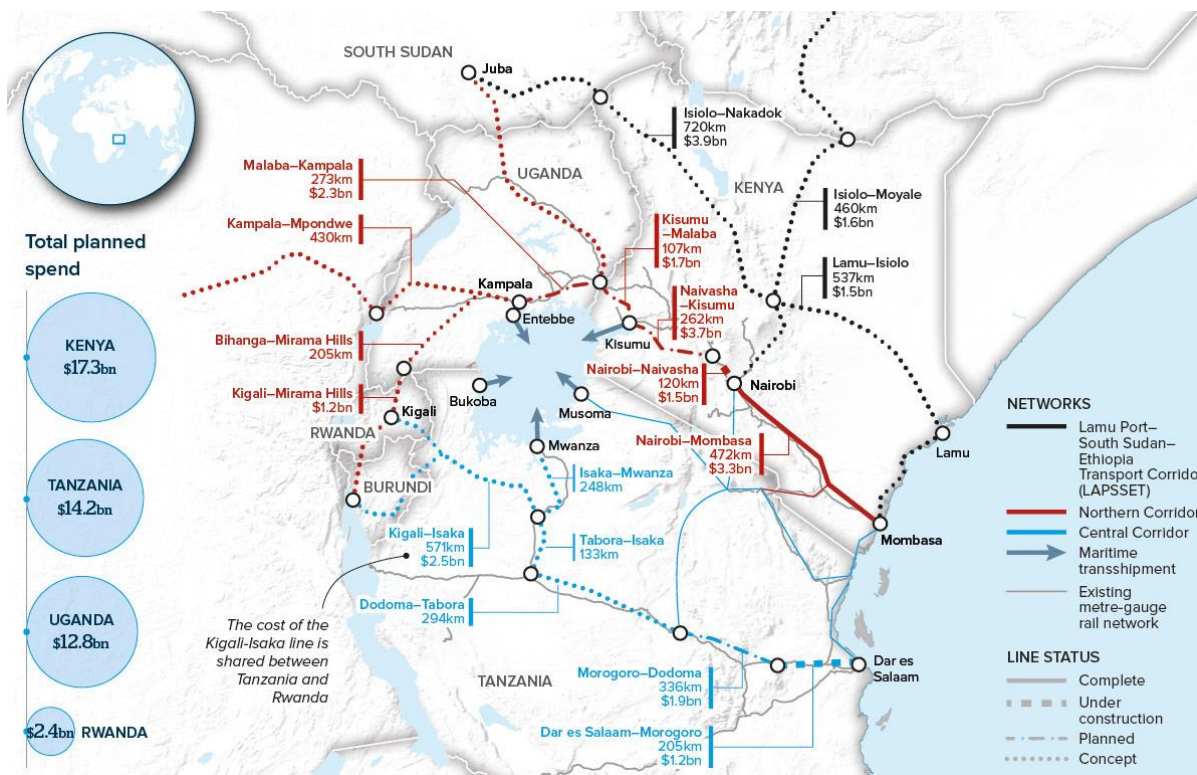 SOUTH SUDAN
Juba
Isiolo–Nakadok
720km
$3.9bn
Malaba–Kampala
273km
$2.3bn
UGANDA
KENYA
Kampala–Mpondwe
430km
Isiolo–Moyale
460km
$1.6bn
Kisumu
–Malaba
107km
$1.7bn
Total planned
spend
Lamu–Isiolo
537km
$1.5bn
Kampala
Entebbe
Naivasha
–Kisumu
262km
$3.7bn
Kisumu
KENYA
$17.3bn
Bihanga–Mirama Hills
205km
Nairobi–Naivasha
120km
$1.5bn
Nairobi
Kigali–Mirama Hills
$1.2bn
Bukoba
Musoma
Kigali
RWANDA
Mwanza
Nairobi–Mombasa
472km
$3.3bn
Lamu
TANZANIA
$14.2bn
BURUNDI
Isaka–Mwanza
248km
Kigali–Isaka
571km
$2.5bn
Tabora–Isaka
133km
Mombasa
Dodoma–Tabora
294km
UGANDA
$12.8bn
The cost of the
Kigali-Isaka line is
shared between
Tanzania and
Rwanda
TANZANIA
Morogoro–Dodoma
336km
$1.9bn
Dar es
Salaam
$2.4bn RWANDA
Dar es Salaam–Morogoro
205km
$1.2bn
NETWORKS
Lamu Port–
South Sudan–
Ethiopia
Transport Corrido
(LAPSSET)
Northern Corridor
Central Corridor
Maritime
transshipment
Existing
metre-gauge
rail network
LINE STATUS
Complete
Under
construction
Planned
Concept